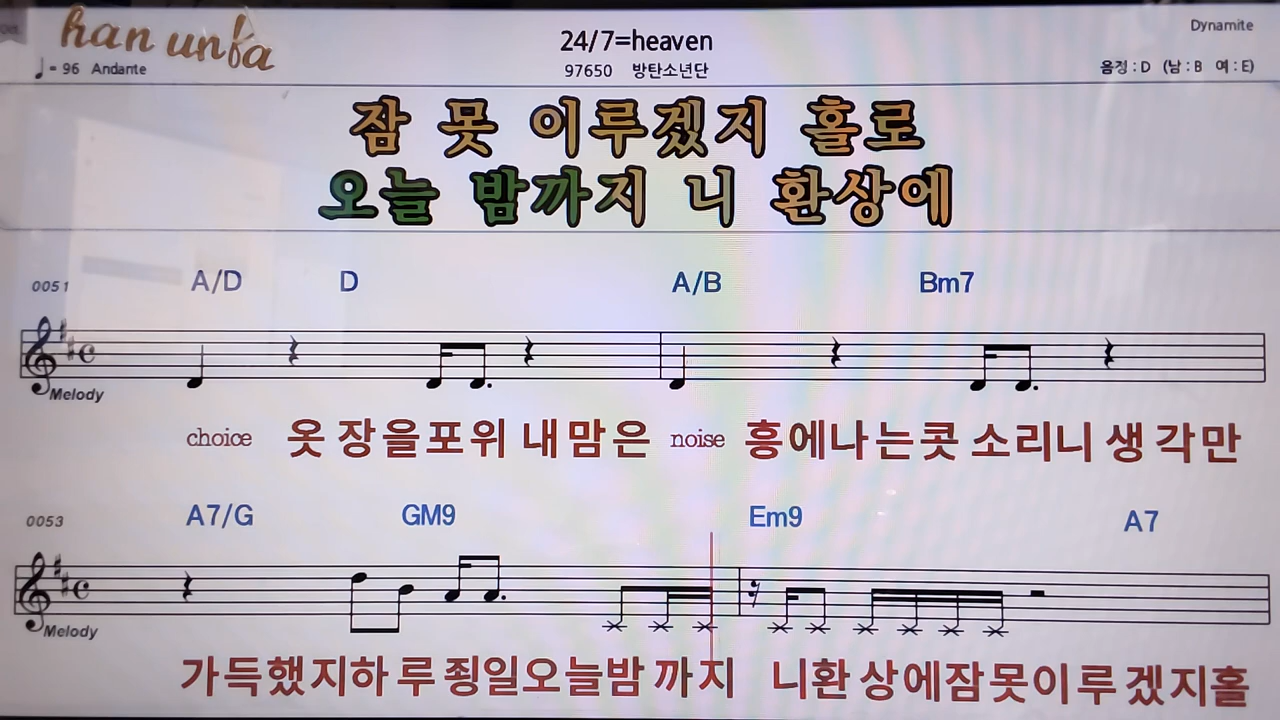 han unba
24/7=heaven
Dynamite
♩= 96 Andante
97650 방탄소년단
음정 : D (남 : B 여 : E)
잠 못 이루겠지 홀로
오늘 밤까지 니 환상에
0051 A/D D A/B Bm7
Melody
choice 옷 장을포위 내맘은 noise 흥에나는콧 소리니 생 각만
0053 A7/G GM9 Em9 A7
Melody
가득했지하 루 죙일오늘밤 까지 니환 상에잠못이루 겠지홀